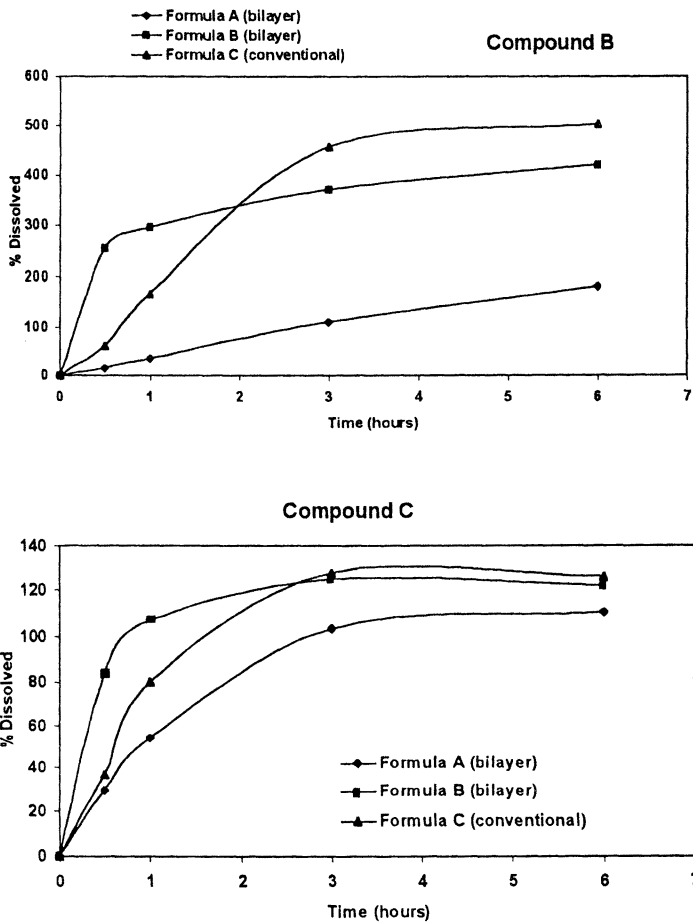 Formula A (bilayer)
Formula B (bilayer)
Formula C (conventional)
Compound B
600
500
400
300
200
100
0
% Dissolved
0 1 2 3 4 5 6 7
Time (hours)
Compound C
140
120
100
80
60
40
20
0
% Dissolved
Formula A (bilayer)
Formula B (bilayer)
Formula C (conventional)
0 1 2 3 4 5 6 7
Time (hours)